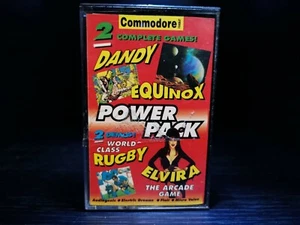 Commodore
2 COMPLETE GAMES!
DANDY
EQUINOX
POWER
PACK
2
WORLD-
CLASS
RUGBY
ELVIRA
THE ARCADE
GAME